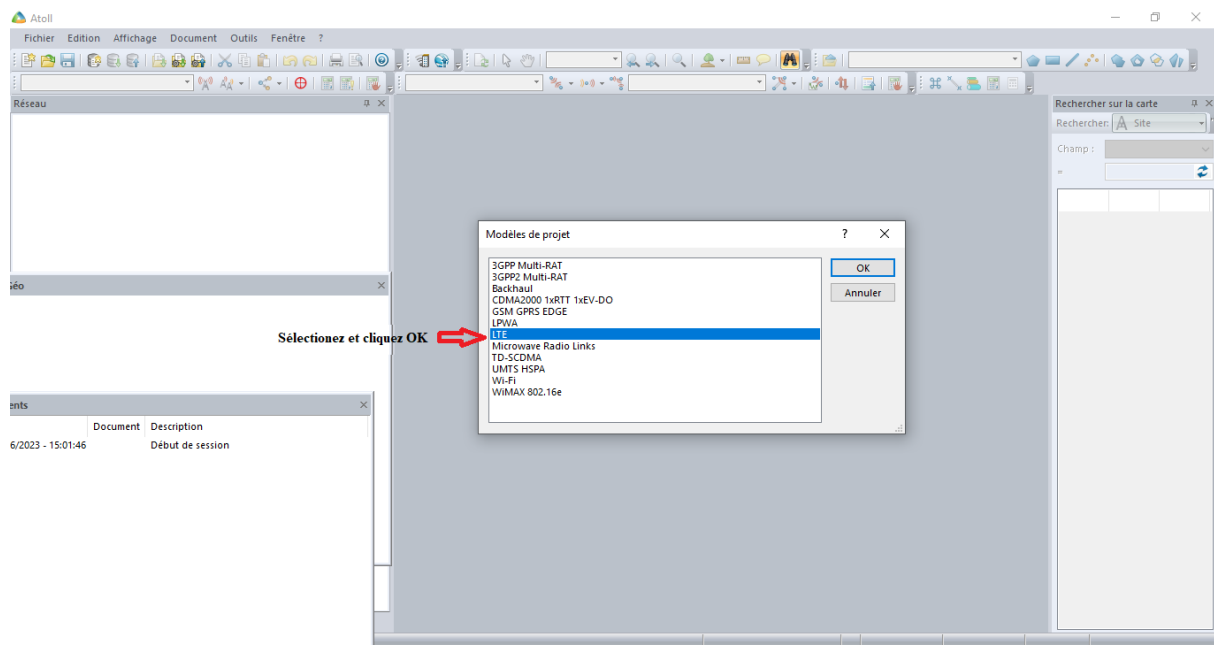 Atoll
Fichier Edition Affichage Document Outils Fenêtre ?
Réseau
Rechercher sur la carte
Rechercher: Site
Champ :
=
Modèles de projet ?
3GPP Multi-RAT
3GPP2 Multi-RAT
Backhaul
CDMA2000 1xRTT 1xEV-DO
GSM GPRS EDGE
LPWA
LTE
Microwave Radio Links
TD-SCDMA
UMTS HSPA
Wi-Fi
WiMAX 802.16e
OK
Annuler
éo
Sélectionez et cliquez OK
ents
Document Description
6/2023 - 15:01:46 Début de session